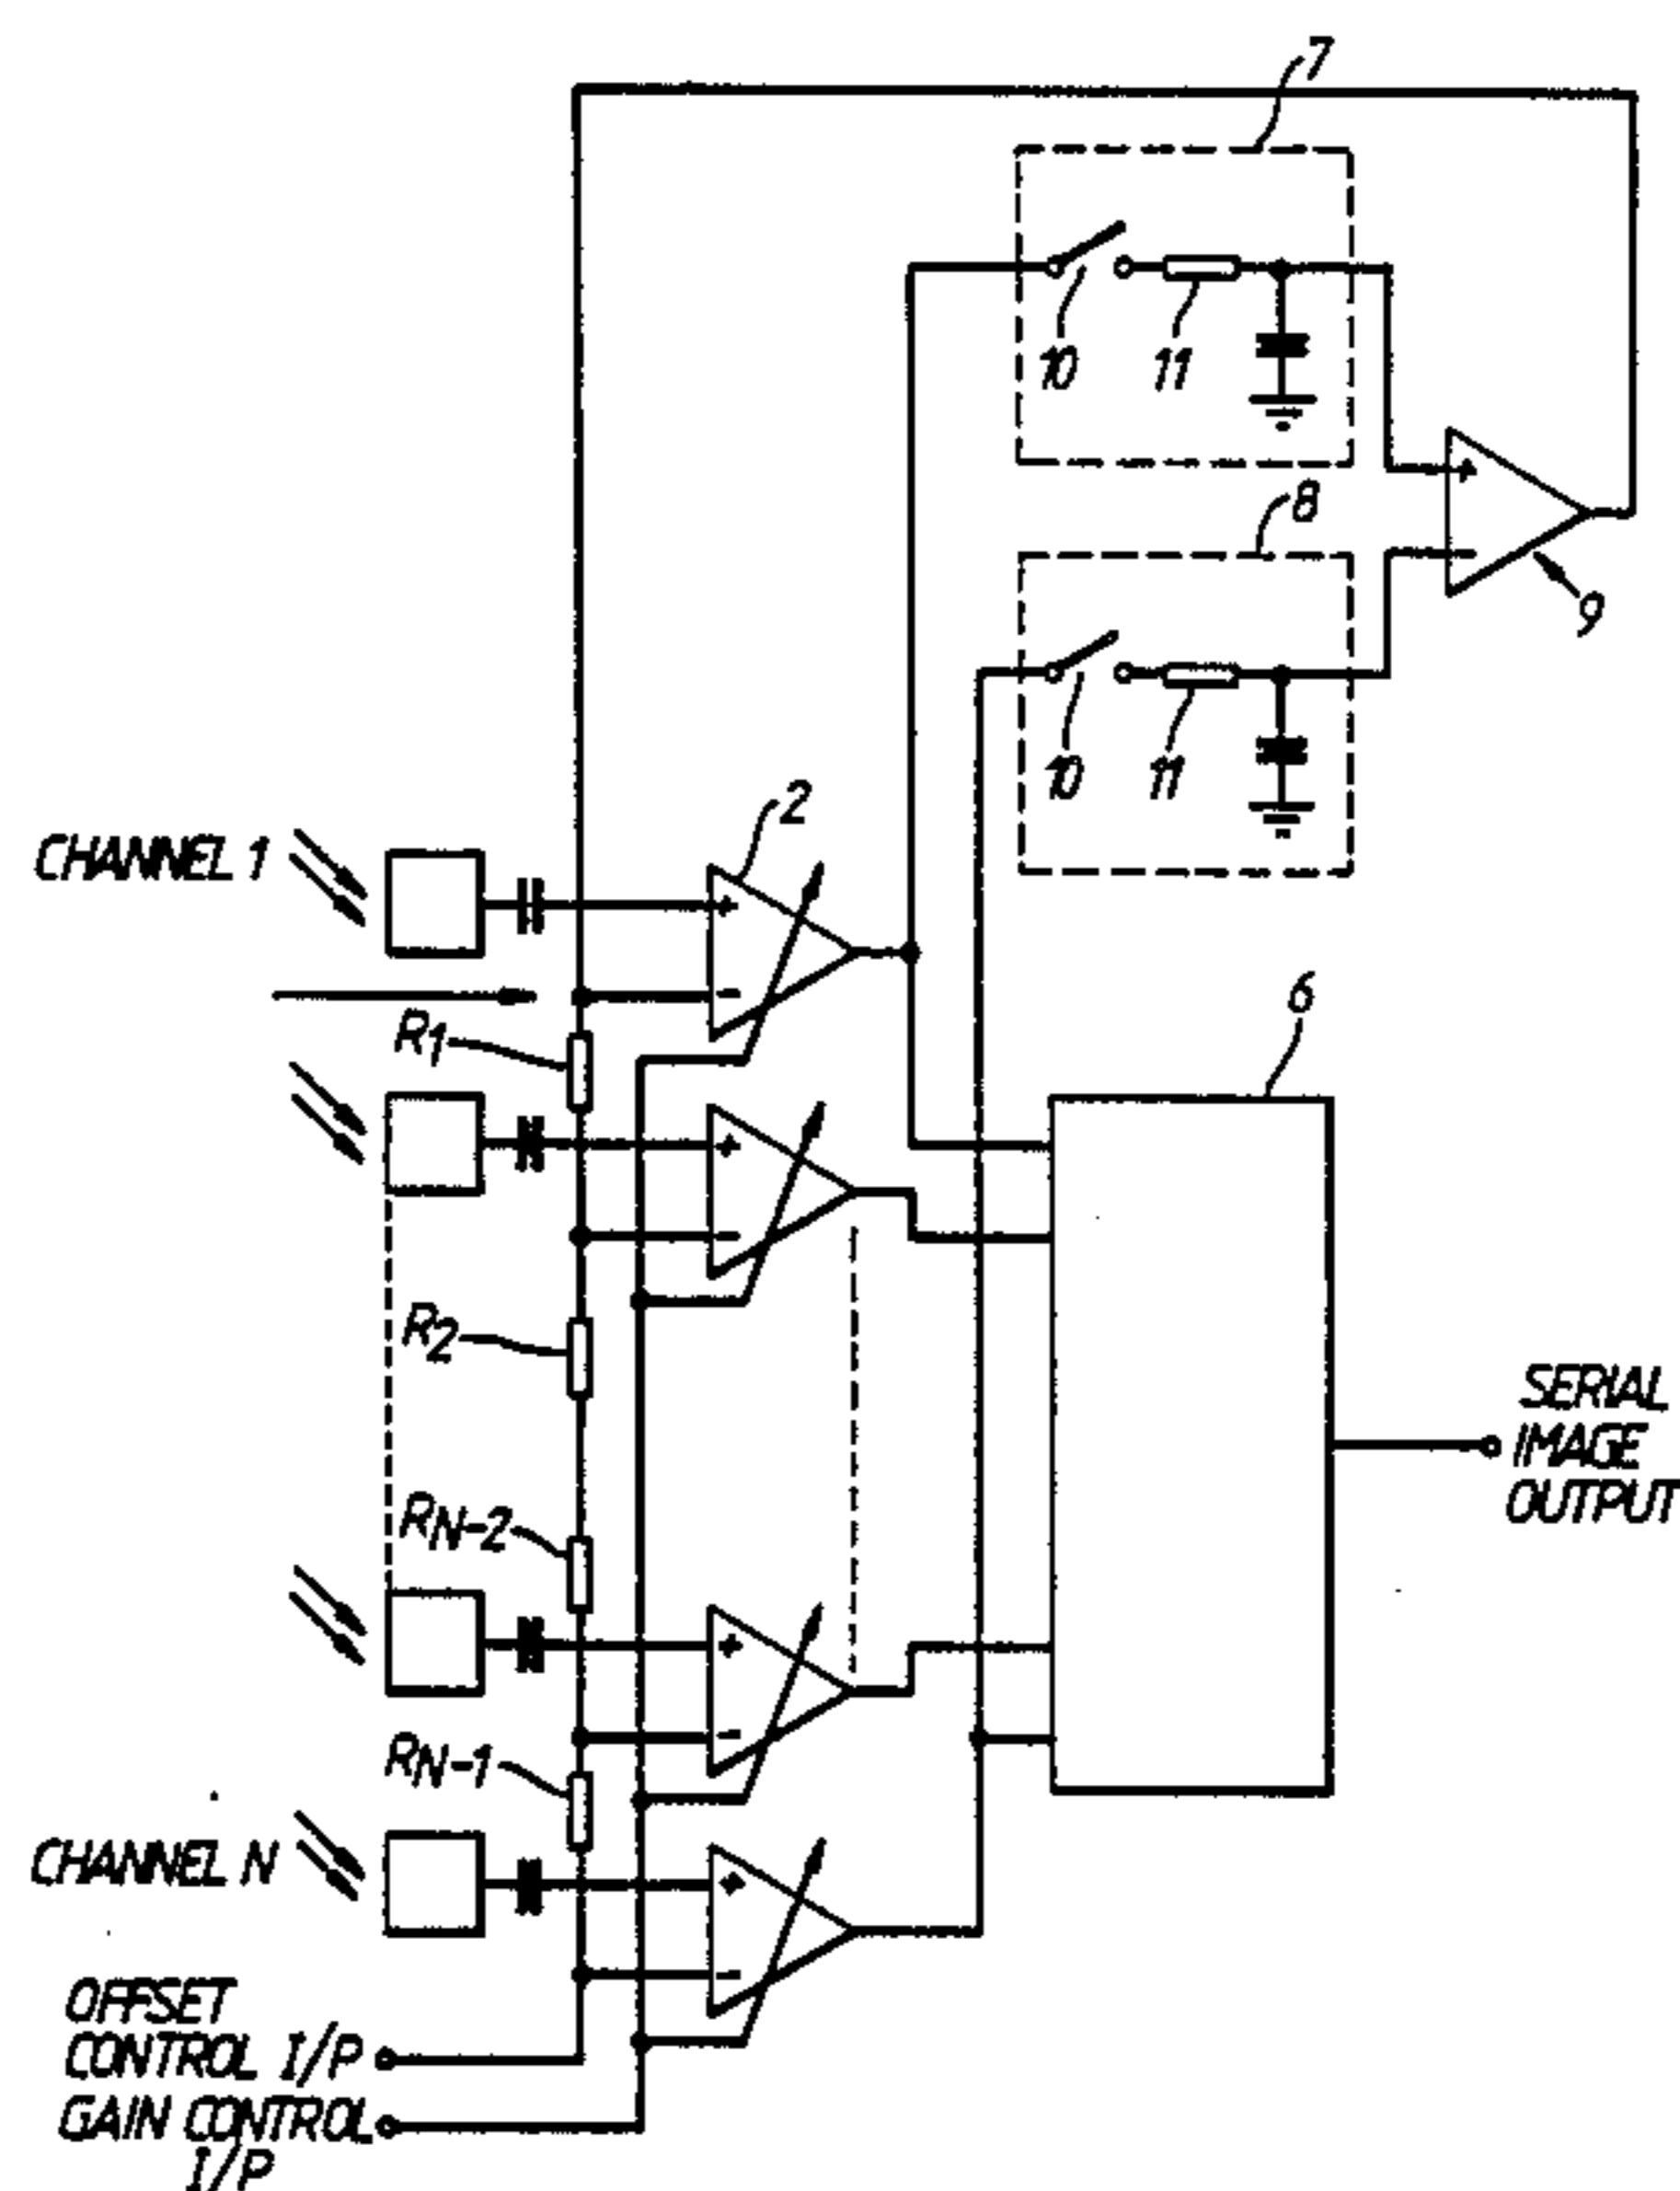 7
10
11
8
9
10
11
2
CHANNEL 1
+
-
+
-
6
R1
+
-
R2
SERIAL
IMAGE
OUTPUT
RN-2
+
-
RN-1
CHANNEL N
+
-
OFFSET
CONTROL I/P
GAIN CONTROL
I/P